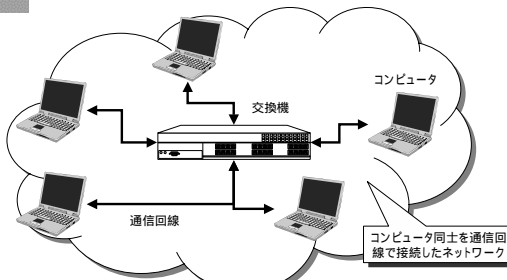 コンピュータ
交換機
通信回線
コンピュータ同士を通信回
線で接続したネットワーク